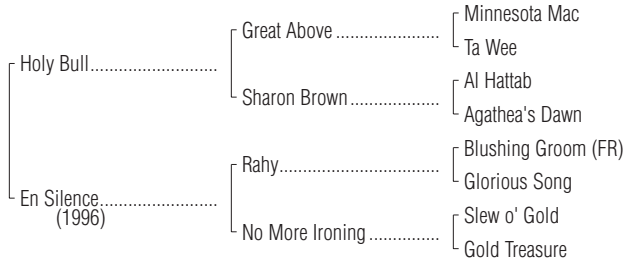 Minnesota Mac
Great Above ....................
Ta Wee
Holy Bull.........................
Al Hattab
Sharon Brown .................
Agathea's Dawn
Blushing Groom (FR)
Rahy...............................
Glorious Song
En Silence.......................
(1996)
Slew o' Gold
No More Ironing ..............
Gold Treasure